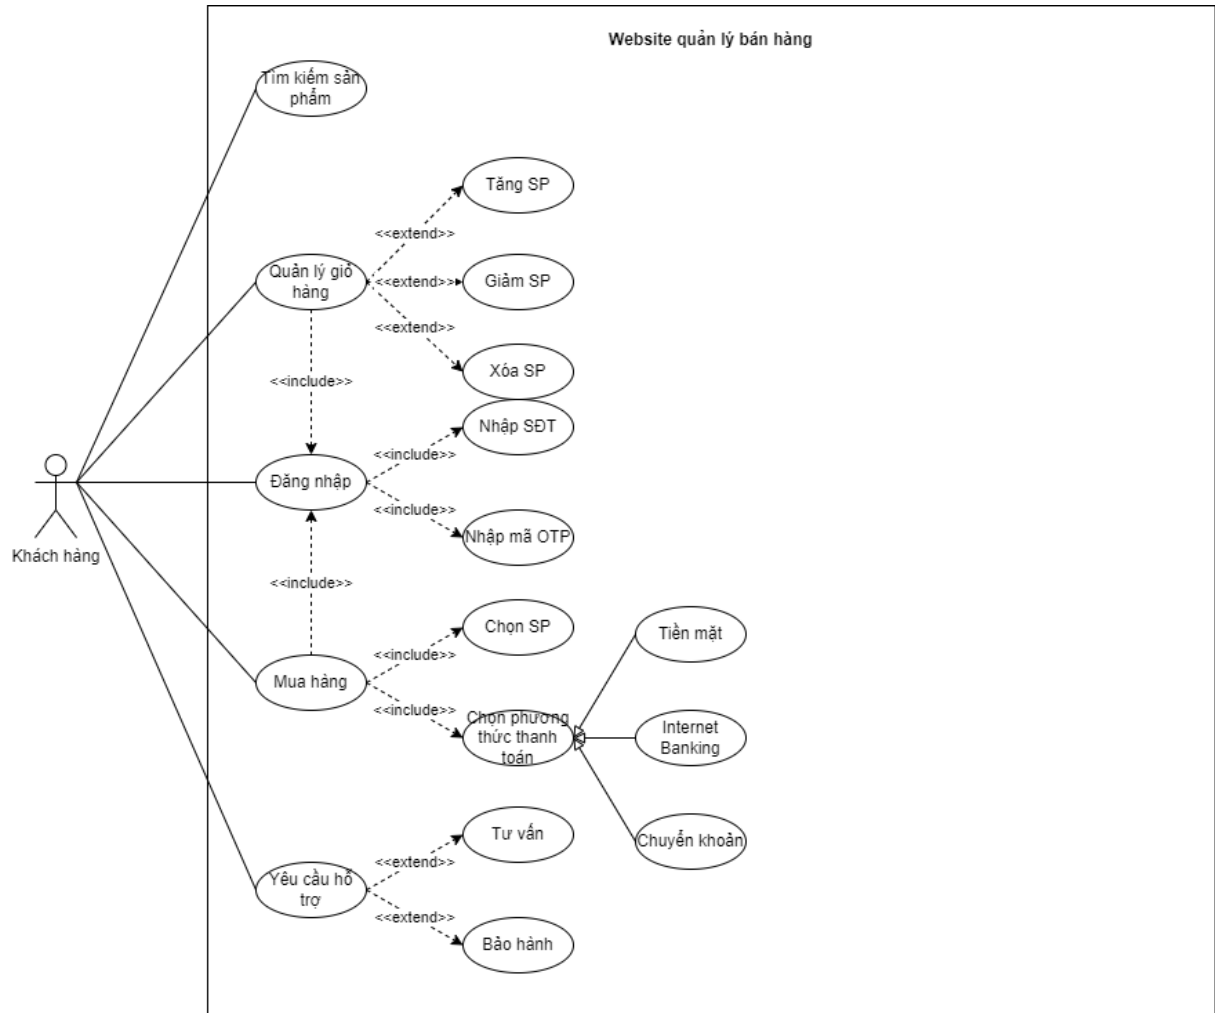 Website quản lý bán hàng
Tìm kiếm sản
phẩm
Tăng SP
<<extend>>
Quản lý giỏ
hàng
<<extend>>
Giảm SP
<<extend>>
Xóa SP
<<include>>
Nhập SĐT
<<include>>
Đăng nhập
<<include>>
Nhập mã OTP
Khách hàng
<<include>>
Chọn SP
Tiền mặt
<<include>>
Mua hàng
<<include>>
Chọn phương
thức thanh
toán
Internet
Banking
Tư vấn
Chuyển khoản
<<extend>>
Yêu cầu hỗ
trợ
<<extend>>
Bảo hành